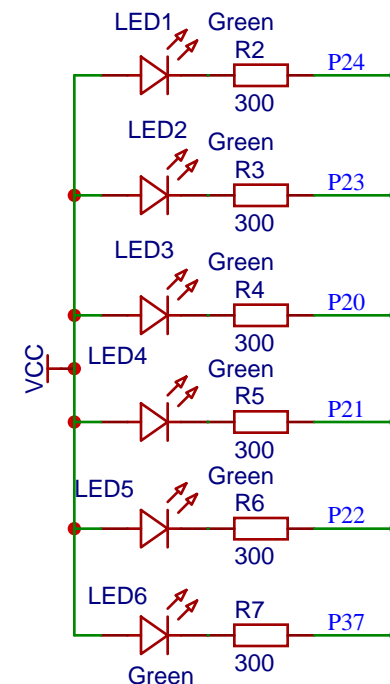 LED1 Green
R2 P24
300
LED2 Green
R3 P23
300
LED3 Green
R4 P20
300
VCC
LED4 Green
R5 P21
300
LED5 Green
R6 P22
300
LED6
R7 P37
300
Green